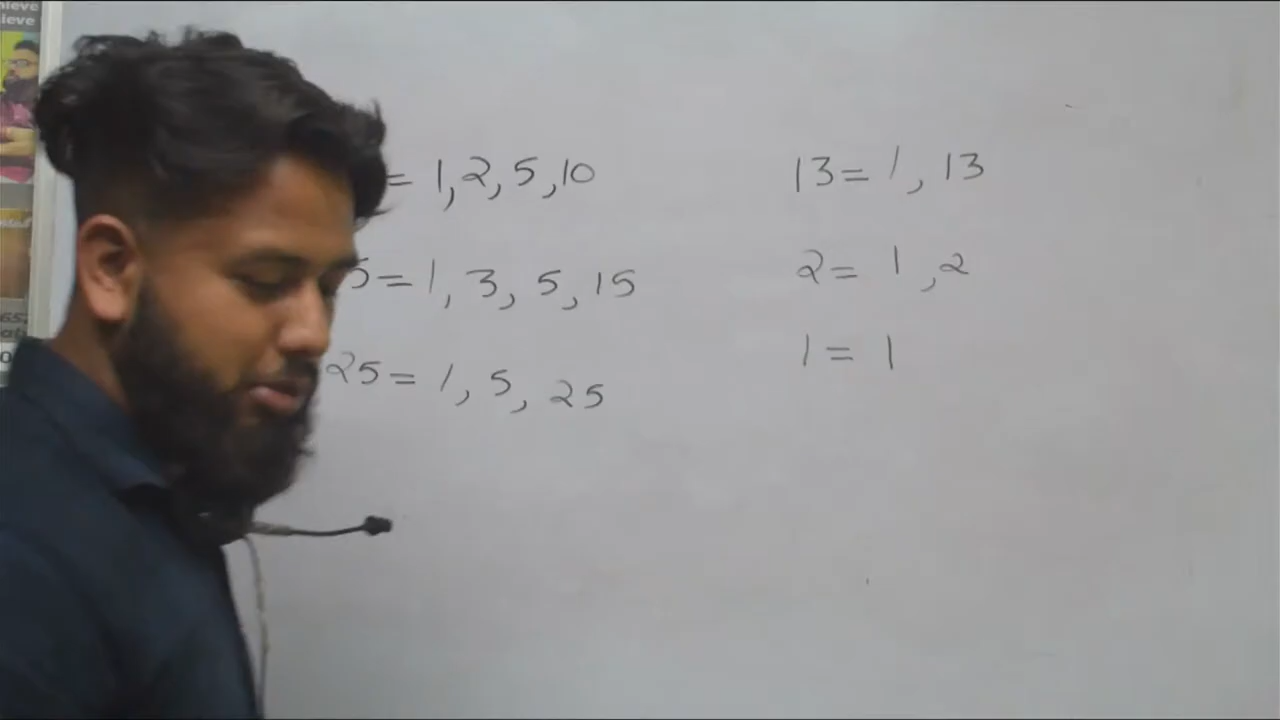 ieve
= 1, 2, 5, 10
5 = 1, 3, 5, 15
25 = 1, 5, 25
13 = 1, 13
2 = 1, 2
1 = 1